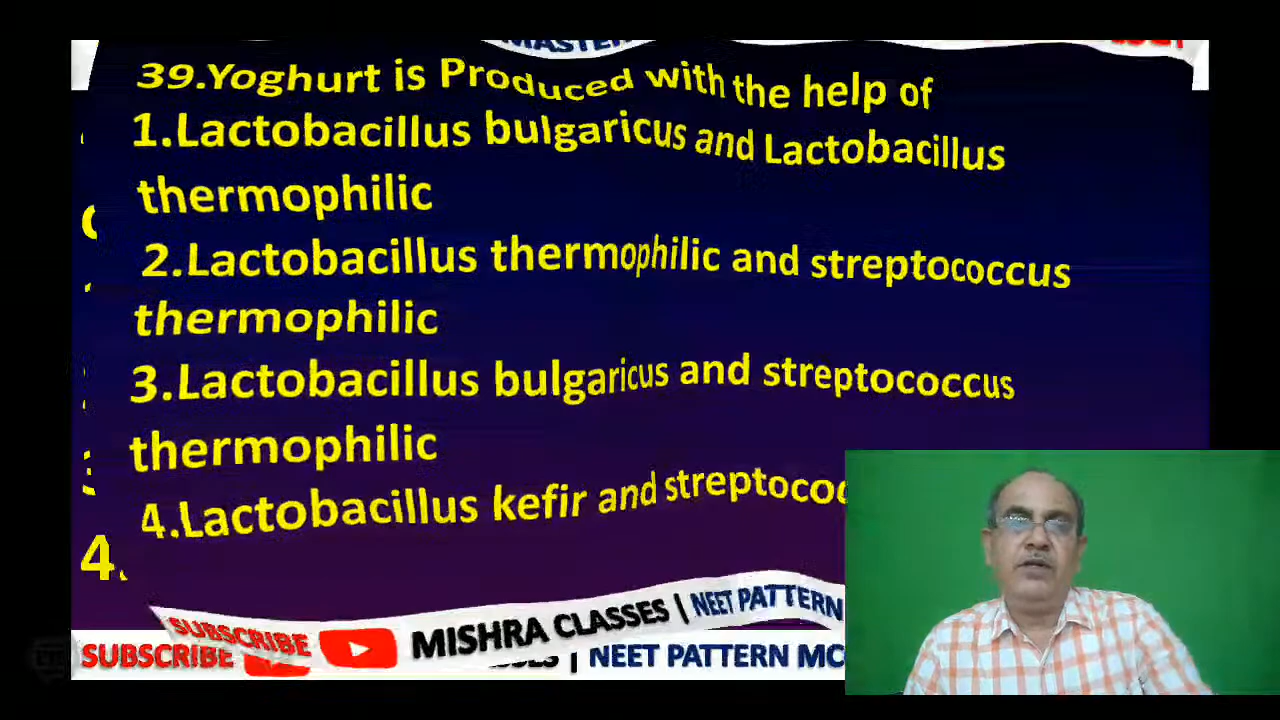 MASTER
39.Yoghurt is Produced with the help of
1.Lactobacillus bulgaricus and Lactobacillus
thermophilic
2.Lactobacillus thermophilic and streptococcus
thermophilic
3.Lactobacillus bulgaricus and streptococcus
thermophilic
4.Lactobacillus kefir and streptococ
4.
SUBSCRIBE MISHRA CLASSES | NEET PATTERN
SUBSCRIBE | NEET PATTERN MC